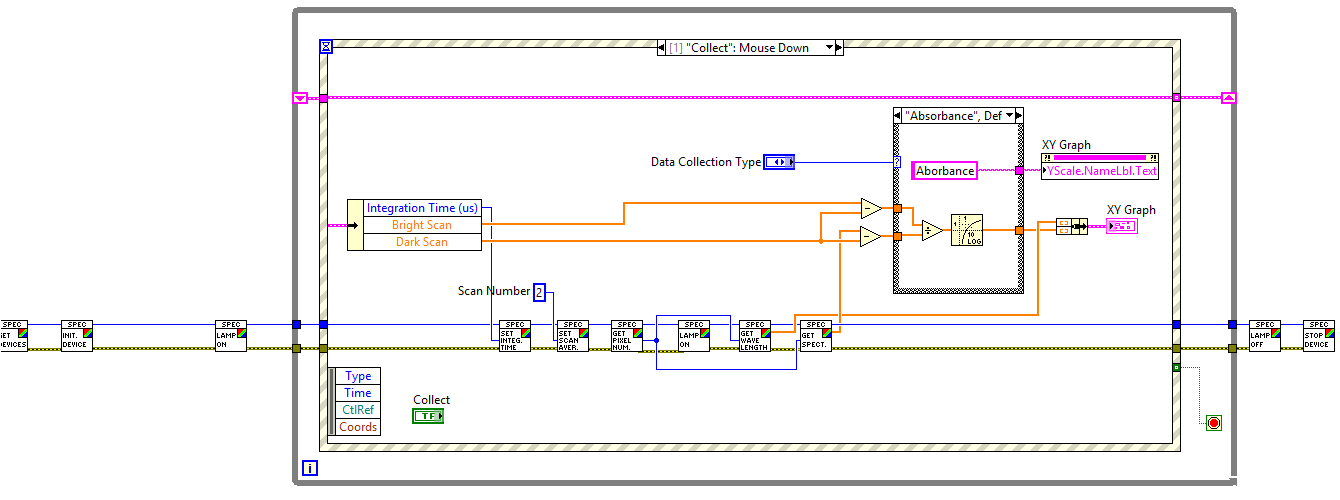 [1] "Collect": Mouse Down
"Absorbance", Def
XY Graph
Data Collection Type
Aborbance
YScale.NameLbl.Text
Integration Time (us)
Bright Scan
Dark Scan
XY Graph
1
1
10
LOG
Scan Number 2
SPEC
GET
DEVICES
SPEC
INIT.
DEVICE
SPEC
LAMP
ON
SPEC
SET
INTEG.
TIME
SPEC
SET
SCAN
AVER.
SPEC
GET
PIXEL
NUM.
SPEC
LAMP
ON
SPEC
GET
WAVE
LENGTH
SPEC
GET
SPECT.
SPEC
LAMP
OFF
SPEC
STOP
DEVICE
Type
Time
CtlRef
Coords
Collect
TF
i